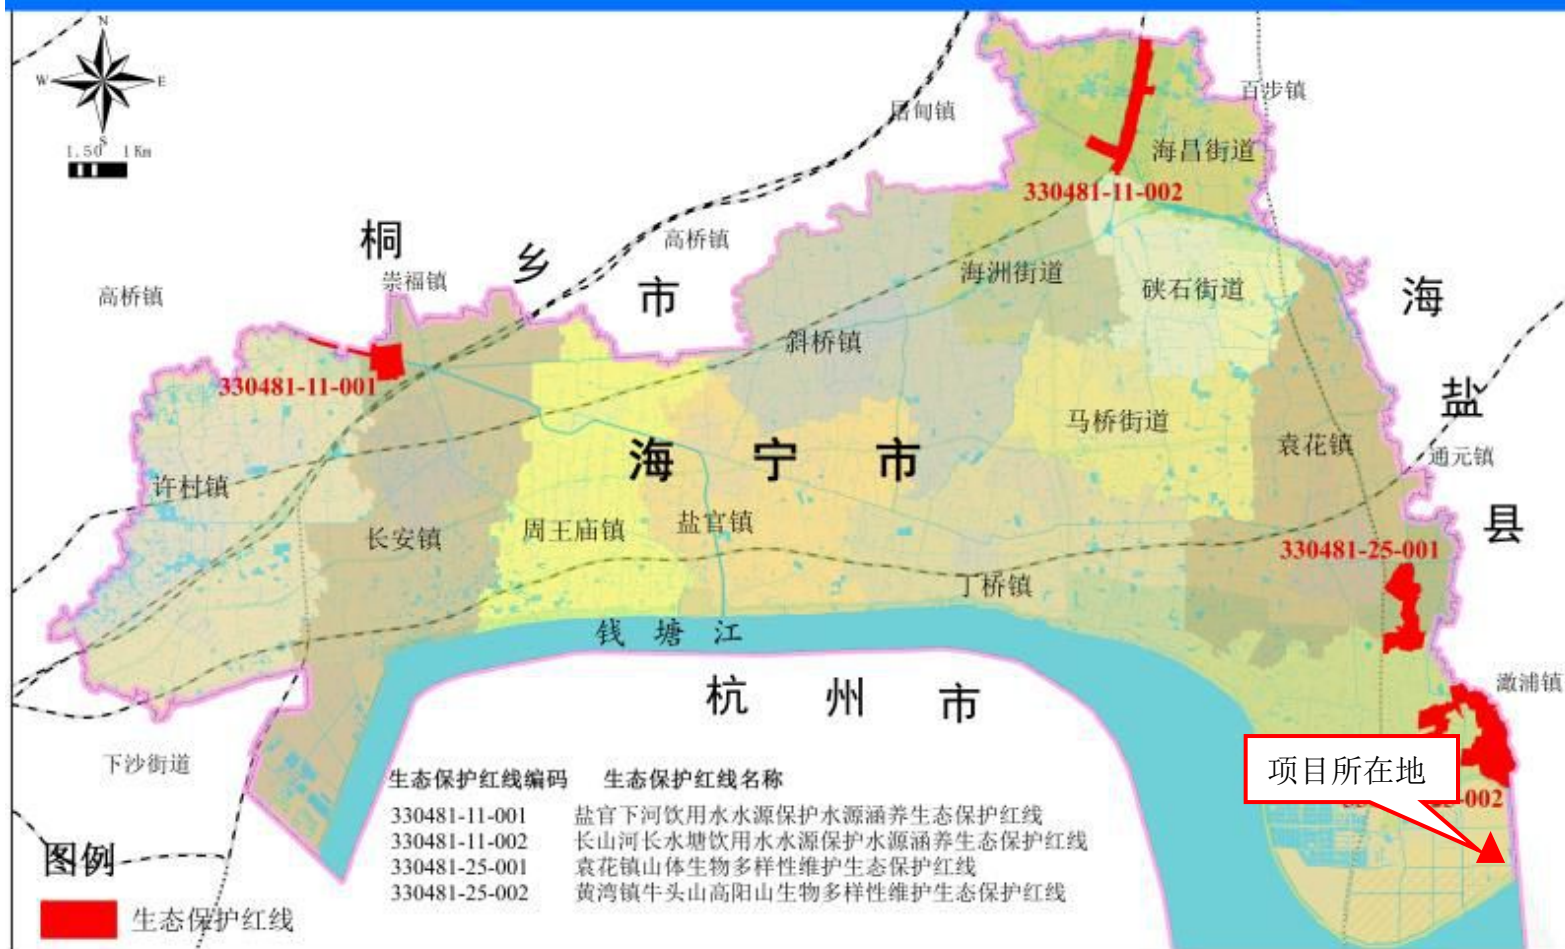 N
W
E
S
1.50 1Km
百步镇
屠甸镇
海昌街道
330481-11-002
桐乡市
高桥镇
崇福镇
高桥镇
海洲街道
硖石街道
海盐县
斜桥镇
330481-11-001
马桥街道
袁花镇
通元镇
海宁市
许村镇
长安镇
周王庙镇
盐官镇
330481-25-001
丁桥镇
钱塘江
杭州市
澉浦镇
下沙街道
项目所在地
-002
生态保护红线编码 生态保护红线名称
330481-11-001 盐官下河饮用水水源保护水源涵养生态保护红线
330481-11-002 长山河长水塘饮用水水源保护水源涵养生态保护红线
330481-25-001 袁花镇山体生物多样性维护生态保护红线
330481-25-002 黄湾镇牛头山高阳山生物多样性维护生态保护红线
图例
生态保护红线